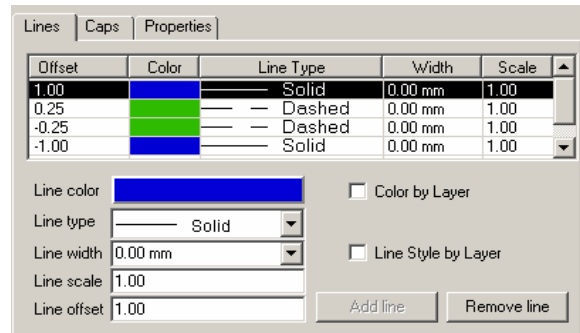 Lines Caps Properties
Offset Color Line Type Width Scale
1.00 Solid 0.00 mm 1.00
0.25 Dashed 0.00 mm 1.00
-0.25 Dashed 0.00 mm 1.00
-1.00 Solid 0.00 mm 1.00
Line color Color by Layer
Line type Solid
Line width 0.00 mm Line Style by Layer
Line scale 1.00
Line offset 1.00 Add line Remove line